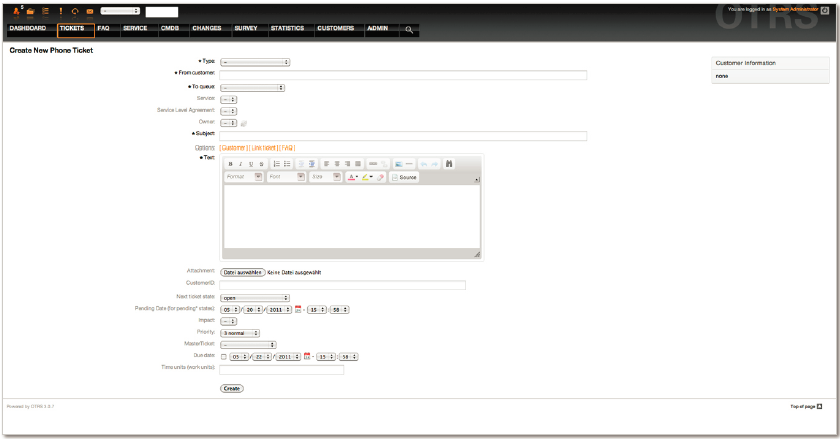 5
--
OTRS
You are logged in as System Administrator
DASHBOARD TICKETS FAQ SERVICE CMDB CHANGES SURVEY STATISTICS CUSTOMERS ADMIN
Create New Phone Ticket
Customer Information
none
* Type: -
* From customer:
* To queue: -
Service: -
Service Level Agreement: -
Owner: -
* Subject:
Options: [ Customer ] [ Link ticket ] [ FAQ ]
* Text:
B I U S
Format Font Size A Source
Attachment: Datei auswählen Keine Datei ausgewählt
CustomerID:
Next ticket state: open
Pending Date (for pending* states): 05 / 20 / 2011 - 15 : 58
Impact: -
Priority: 3 normal
MasterTicket: -
Due date: 05 / 22 / 2011 - 15 : 58
Time units (work units):
Create
Powered by OTRS 3.0.7
Top of page